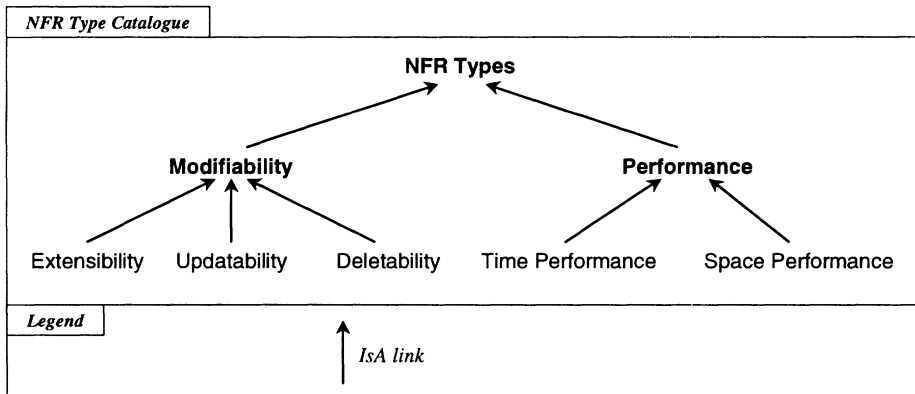 NFR Type Catalogue
NFR Types
Modifiability Performance
Extensibility Updatability Deletability Time Performance Space Performance
Legend
IsA link